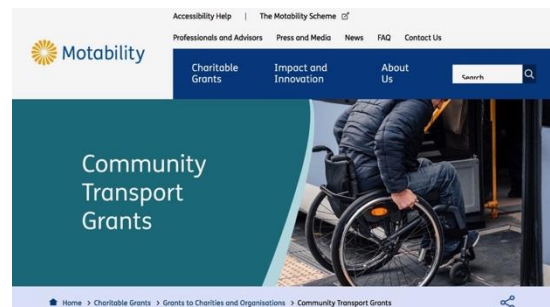 Accessibility Help | The Motability Scheme
Professionals and Advisors Press and Media News FAQ Contact Us
Motability
Charitable Grants
Impact and Innovation
About Us
Search
Community
Transport
Grants
Home > Charitable Grants > Grants to Charities and Organisations > Community Transport Grants